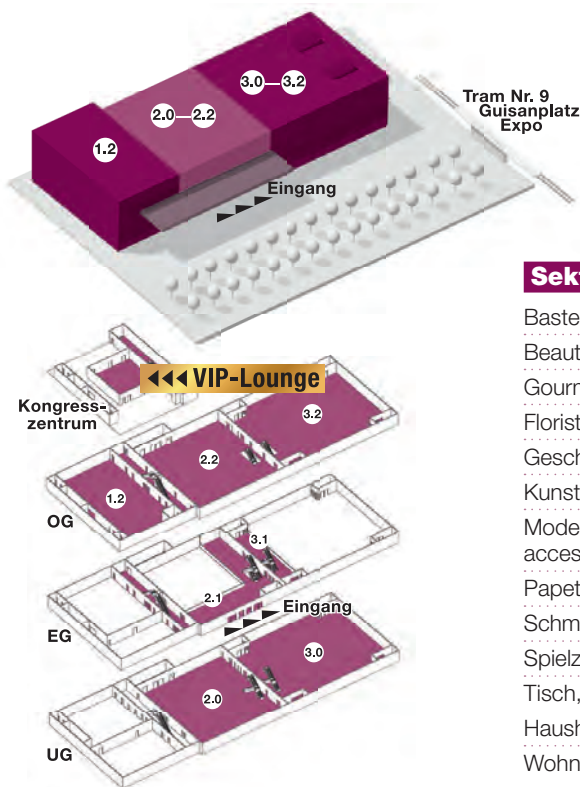 3.0—3.2
2.0—2.2
1.2
Tram Nr. 9
Guisanplatz
Expo
Eingang
◄◄◄ VIP-Lounge
Kongress-
zentrum
3.2
2.2
1.2
OG
3.1
2.1
Eingang
EG
3.0
2.0
UG
Sekt
Baste
Beaut
Gourn
Florist
Gesch
Kunst
Mode
acces
Papet
Schm
Spielz
Tisch,
Haush
Wohn